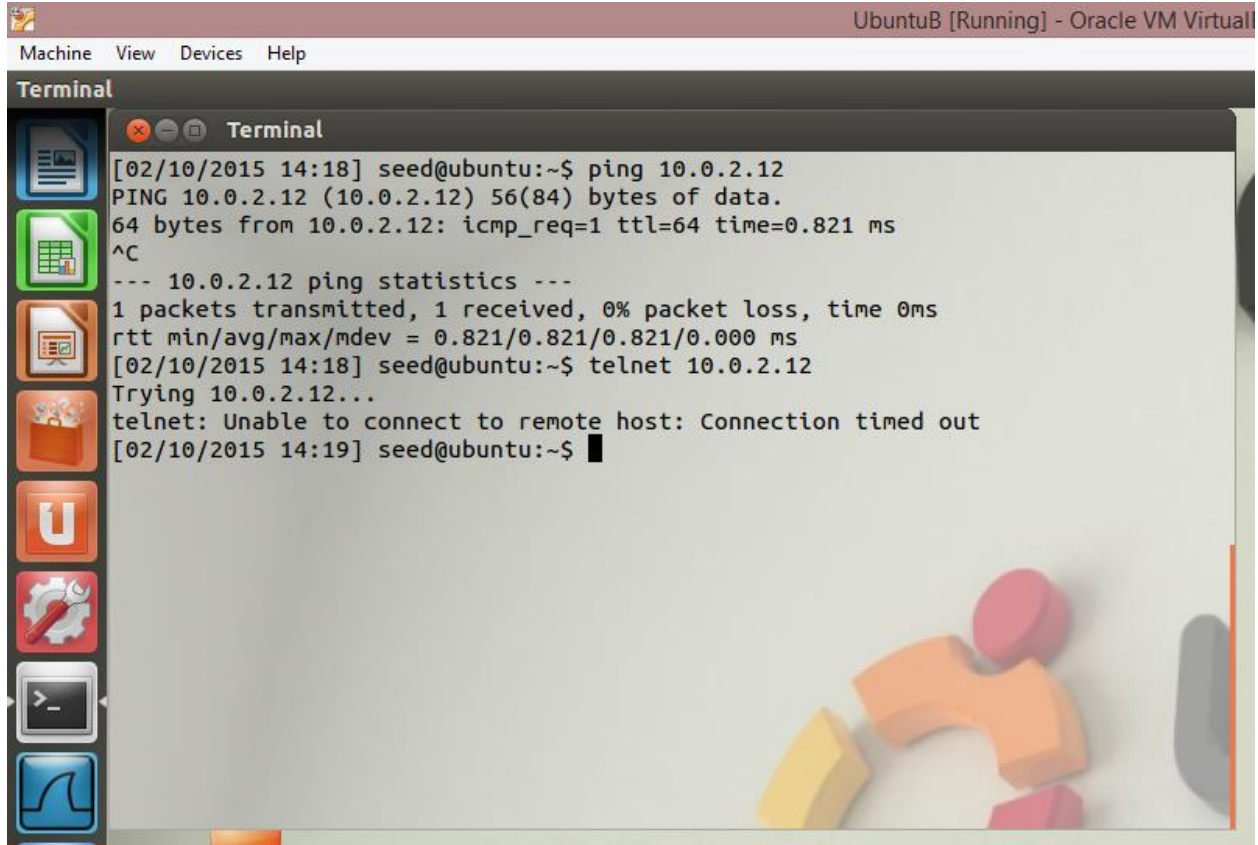 UbuntuB [Running] - Oracle VM Virtual
Machine View Devices Help
Terminal
Terminal
[02/10/2015 14:18] seed@ubuntu:~$ ping 10.0.2.12
PING 10.0.2.12 (10.0.2.12) 56(84) bytes of data.
64 bytes from 10.0.2.12: icmp_req=1 ttl=64 time=0.821 ms
^C
--- 10.0.2.12 ping statistics ---
1 packets transmitted, 1 received, 0% packet loss, time 0ms
rtt min/avg/max/mdev = 0.821/0.821/0.821/0.000 ms
[02/10/2015 14:18] seed@ubuntu:~$ telnet 10.0.2.12
Trying 10.0.2.12...
telnet: Unable to connect to remote host: Connection timed out
[02/10/2015 14:19] seed@ubuntu:~$